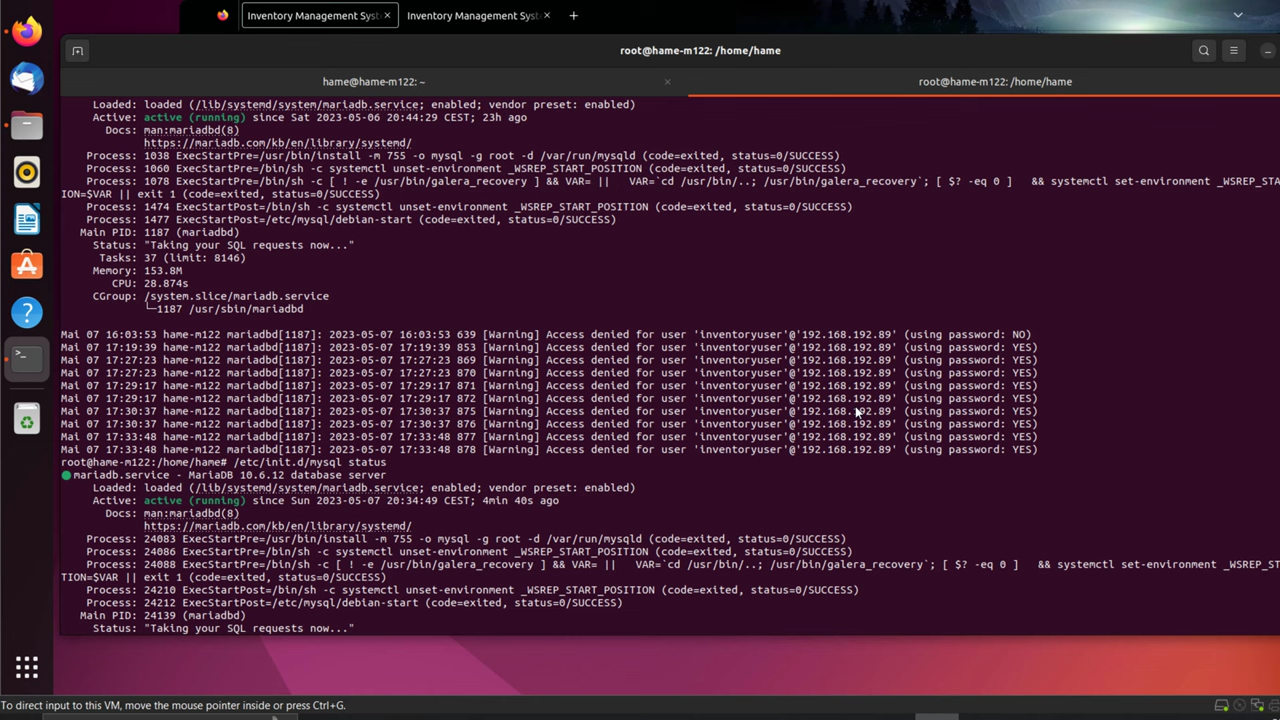 Inventory Management Syst
Inventory Management Syst
root@hame-m122: /home/hame
hame@hame-m122: ~
root@hame-m122: /home/hame
Loaded: loaded (/lib/systemd/system/mariadb.service; enabled; vendor preset: enabled)
Active: active (running) since Sat 2023-05-06 20:44:29 CEST; 23h ago
Docs: man:mariadbd(8)
https://mariadb.com/kb/en/library/systemd/
Process: 1038 ExecStartPre=/usr/bin/install -m 755 -o mysql -g root -d /var/run/mysqld (code=exited, status=0/SUCCESS)
Process: 1060 ExecStartPre=/bin/sh -c systemctl unset-environment _WSREP_START_POSITION (code=exited, status=0/SUCCESS)
Process: 1078 ExecStartPre=/bin/sh -c [ ! -e /usr/bin/galera_recovery ] && VAR= || VAR=`cd /usr/bin/..; /usr/bin/galera_recovery`; [ $? -eq 0 ] && systemctl set-environment _WSREP_STA
ION=$VAR || exit 1 (code=exited, status=0/SUCCESS)
Process: 1474 ExecStartPost=/bin/sh -c systemctl unset-environment _WSREP_START_POSITION (code=exited, status=0/SUCCESS)
Process: 1477 ExecStartPost=/etc/mysql/debian-start (code=exited, status=0/SUCCESS)
Main PID: 1187 (mariadbd)
Status: "Taking your SQL requests now..."
Tasks: 37 (limit: 8146)
Memory: 153.8M
CPU: 28.874s
CGroup: /system.slice/mariadb.service
└─1187 /usr/sbin/mariadbd
Mai 07 16:03:53 hame-m122 mariadbd[1187]: 2023-05-07 16:03:53 639 [Warning] Access denied for user 'inventoryuser'@'192.168.192.89' (using password: NO)
Mai 07 17:19:39 hame-m122 mariadbd[1187]: 2023-05-07 17:19:39 853 [Warning] Access denied for user 'inventoryuser'@'192.168.192.89' (using password: YES)
Mai 07 17:27:23 hame-m122 mariadbd[1187]: 2023-05-07 17:27:23 869 [Warning] Access denied for user 'inventoryuser'@'192.168.192.89' (using password: YES)
Mai 07 17:27:23 hame-m122 mariadbd[1187]: 2023-05-07 17:27:23 870 [Warning] Access denied for user 'inventoryuser'@'192.168.192.89' (using password: YES)
Mai 07 17:29:17 hame-m122 mariadbd[1187]: 2023-05-07 17:29:17 871 [Warning] Access denied for user 'inventoryuser'@'192.168.192.89' (using password: YES)
Mai 07 17:29:17 hame-m122 mariadbd[1187]: 2023-05-07 17:29:17 872 [Warning] Access denied for user 'inventoryuser'@'192.168.192.89' (using password: YES)
Mai 07 17:30:37 hame-m122 mariadbd[1187]: 2023-05-07 17:30:37 875 [Warning] Access denied for user 'inventoryuser'@'192.168.192.89' (using password: YES)
Mai 07 17:30:37 hame-m122 mariadbd[1187]: 2023-05-07 17:30:37 876 [Warning] Access denied for user 'inventoryuser'@'192.168.192.89' (using password: YES)
Mai 07 17:33:48 hame-m122 mariadbd[1187]: 2023-05-07 17:33:48 877 [Warning] Access denied for user 'inventoryuser'@'192.168.192.89' (using password: YES)
Mai 07 17:33:48 hame-m122 mariadbd[1187]: 2023-05-07 17:33:48 878 [Warning] Access denied for user 'inventoryuser'@'192.168.192.89' (using password: YES)
root@hame-m122:/home/hame# /etc/init.d/mysql status
● mariadb.service - MariaDB 10.6.12 database server
Loaded: loaded (/lib/systemd/system/mariadb.service; enabled; vendor preset: enabled)
Active: active (running) since Sun 2023-05-07 20:34:49 CEST; 4min 40s ago
Docs: man:mariadbd(8)
https://mariadb.com/kb/en/library/systemd/
Process: 24083 ExecStartPre=/usr/bin/install -m 755 -o mysql -g root -d /var/run/mysqld (code=exited, status=0/SUCCESS)
Process: 24086 ExecStartPre=/bin/sh -c systemctl unset-environment _WSREP_START_POSITION (code=exited, status=0/SUCCESS)
Process: 24088 ExecStartPre=/bin/sh -c [ ! -e /usr/bin/galera_recovery ] && VAR= || VAR=`cd /usr/bin/..; /usr/bin/galera_recovery`; [ $? -eq 0 ] && systemctl set-environment _WSREP_S
TION=$VAR || exit 1 (code=exited, status=0/SUCCESS)
Process: 24210 ExecStartPost=/bin/sh -c systemctl unset-environment _WSREP_START_POSITION (code=exited, status=0/SUCCESS)
Process: 24212 ExecStartPost=/etc/mysql/debian-start (code=exited, status=0/SUCCESS)
Main PID: 24139 (mariadbd)
Status: "Taking your SQL requests now..."
To direct input to this VM, move the mouse pointer inside or press Ctrl+G.